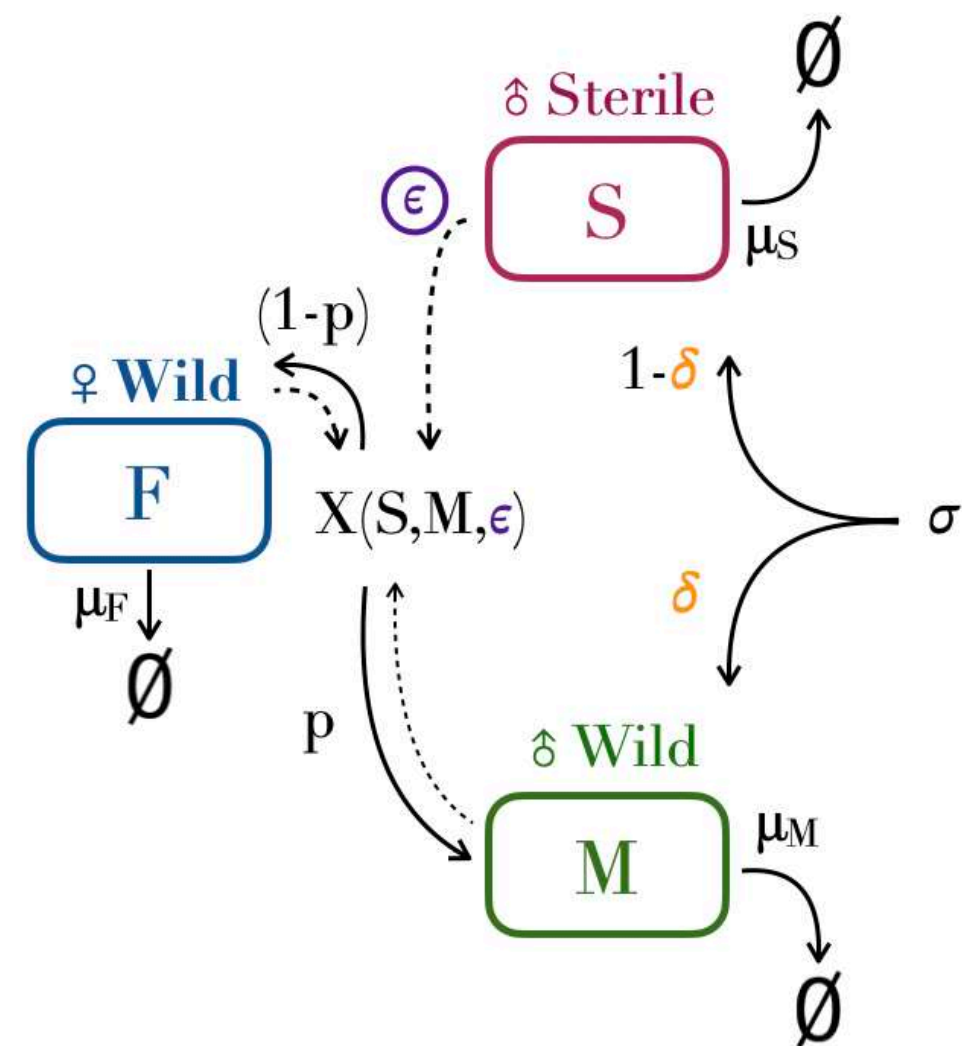 Ø
♂ Sterile
ϵ
S
μS
(1-p)
1-δ
♀ Wild
F
X(S,M,ϵ)
σ
μF
δ
Ø
p
♂ Wild
μM
M
Ø